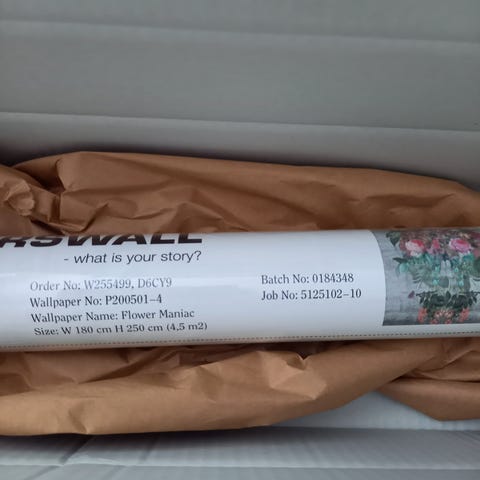 RSWALL
- what is your story?
Order No: W255499, D6CY9
Wallpaper No: P200501-4
Wallpaper Name: Flower Maniac
Size: W 180 cm H 250 cm (4,5 m2)
Batch No: 0184348
Job No: 5125102-10